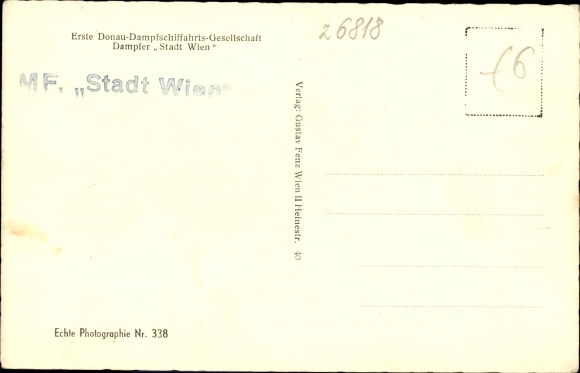 Erste Donau-Dampfschiffahrts-Gesellschaft
Dampfer „Stadt Wien“
MF. „Stadt Wien“
z 6818
Verlag: Gustav Fenz Wien II Heinestr. 40
Echte Photographie Nr. 338